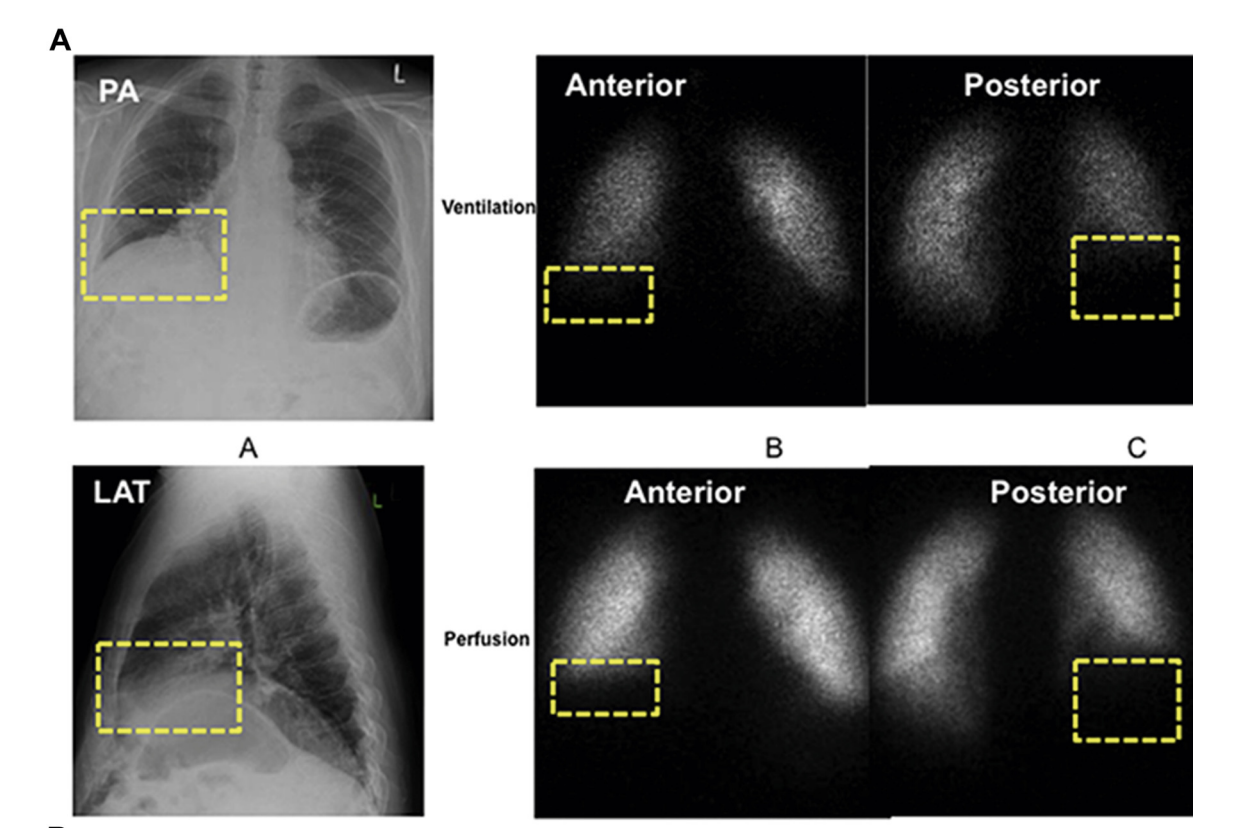 A
PA
L
Ventilation
Anterior
Posterior
A
B
C
LAT
L
L
Perfusion
Anterior
Posterior